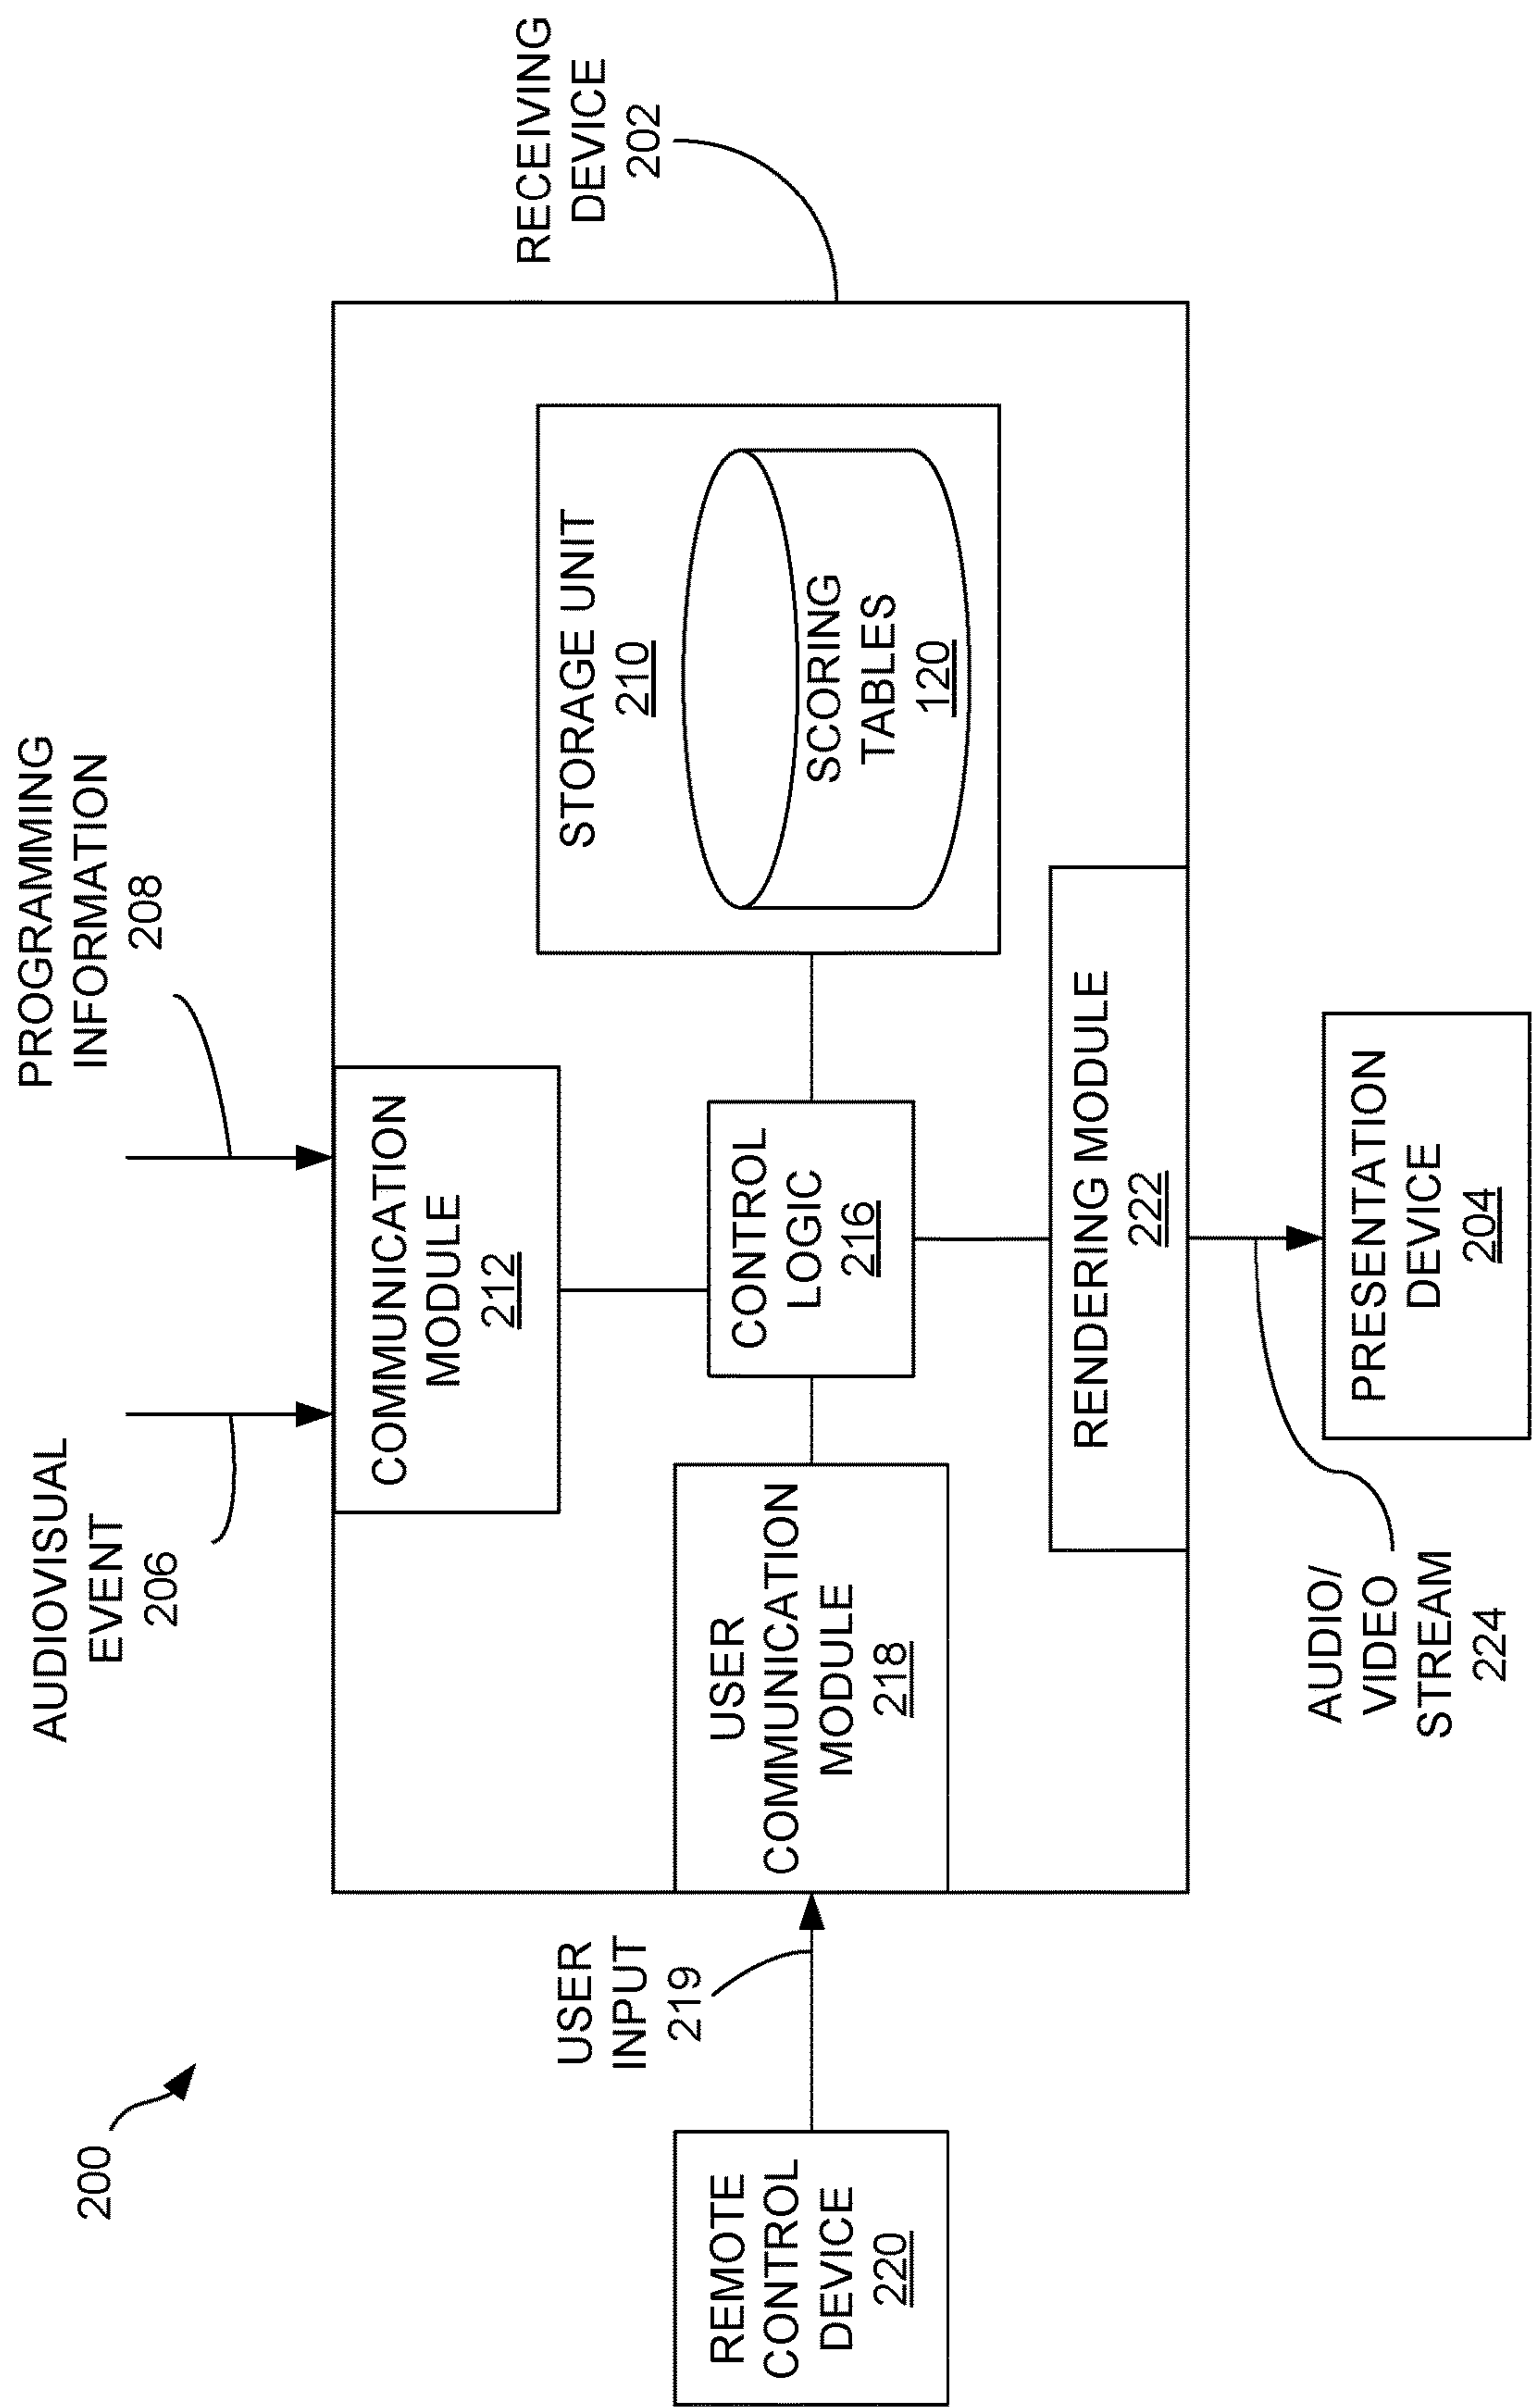 200
AUDIOVISUAL
EVENT
206
PROGRAMMING
INFORMATION
208
RECEIVING
DEVICE
202
COMMUNICATION
MODULE
212
STORAGE UNIT
210
SCORING
TABLES
120
CONTROL
LOGIC
216
USER
COMMUNICATION
MODULE
218
USER
INPUT
219
REMOTE
CONTROL
DEVICE
220
RENDERING MODULE
222
AUDIO/
VIDEO
STREAM
224
PRESENTATION
DEVICE
204